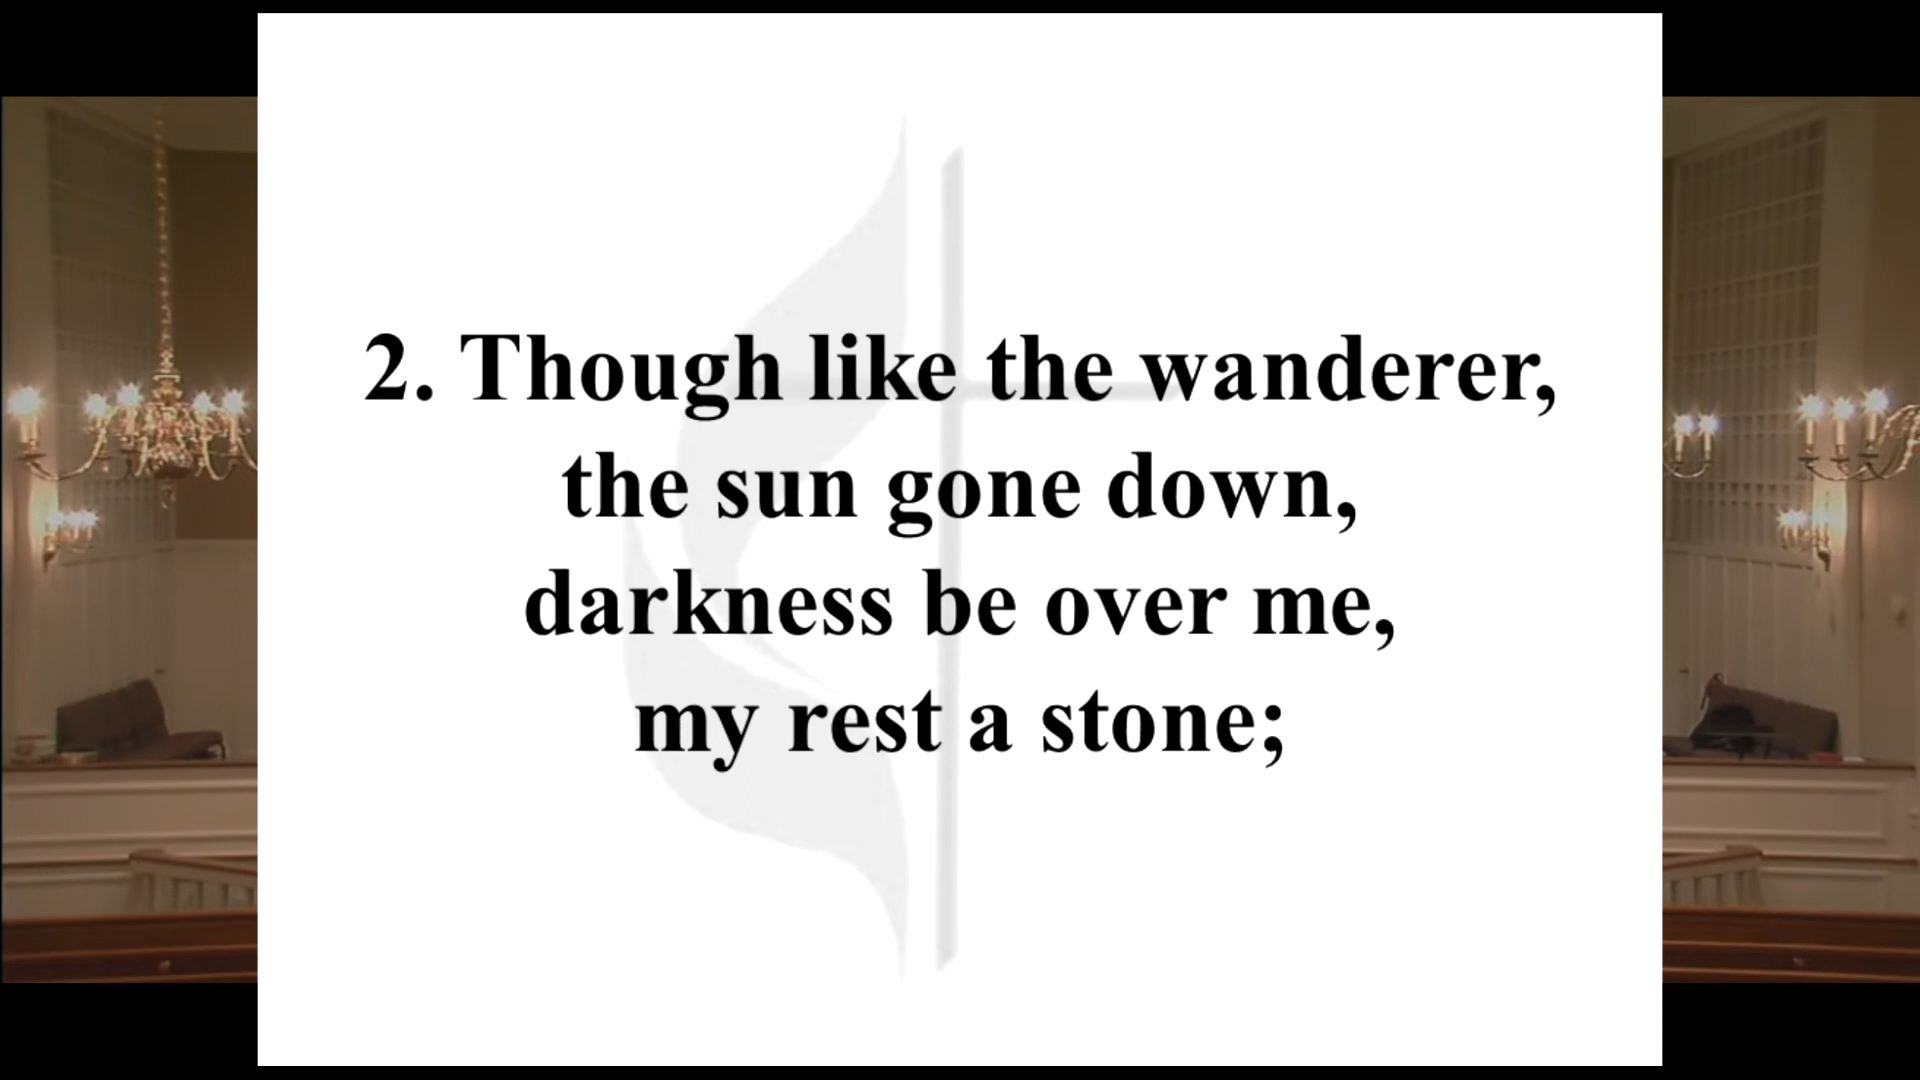 2. Though like the wanderer,
the sun gone down,
darkness be over me,
my rest a stone;